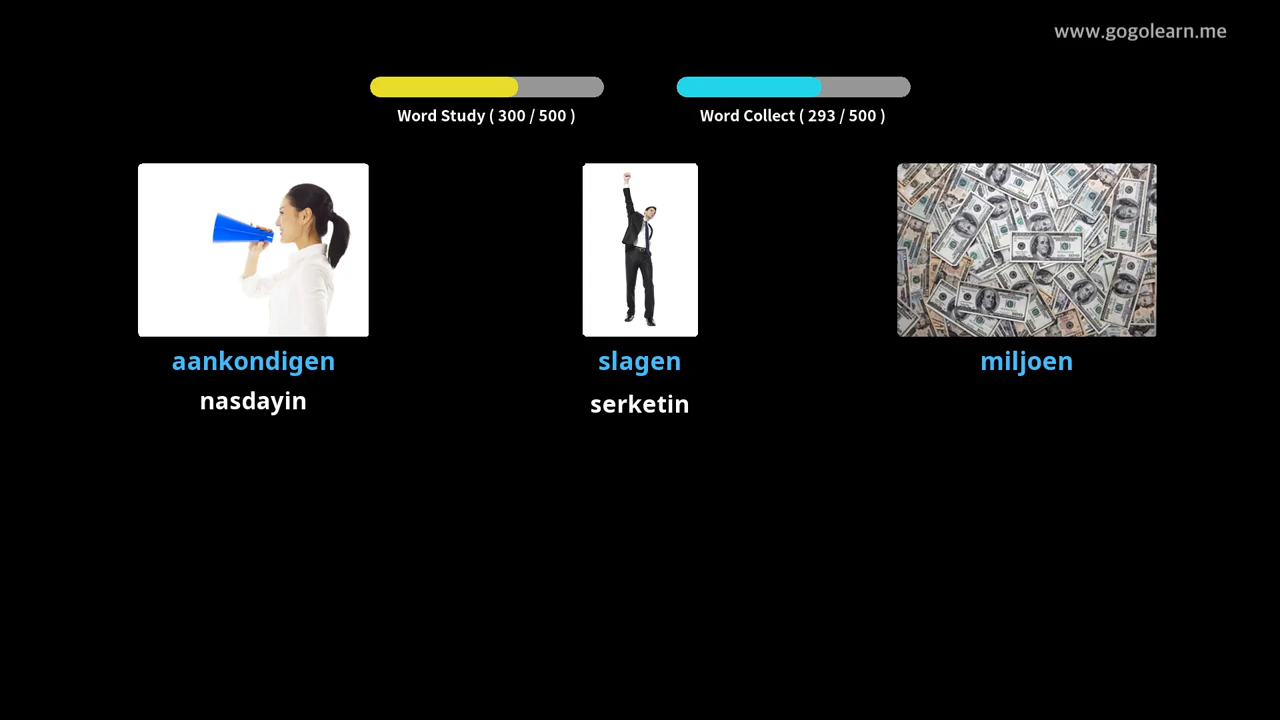 www.gogolearn.me
Word Study ( 300 / 500 )
Word Collect ( 293 / 500 )
aankondigen
slagen
miljoen
nasdayin
serketin